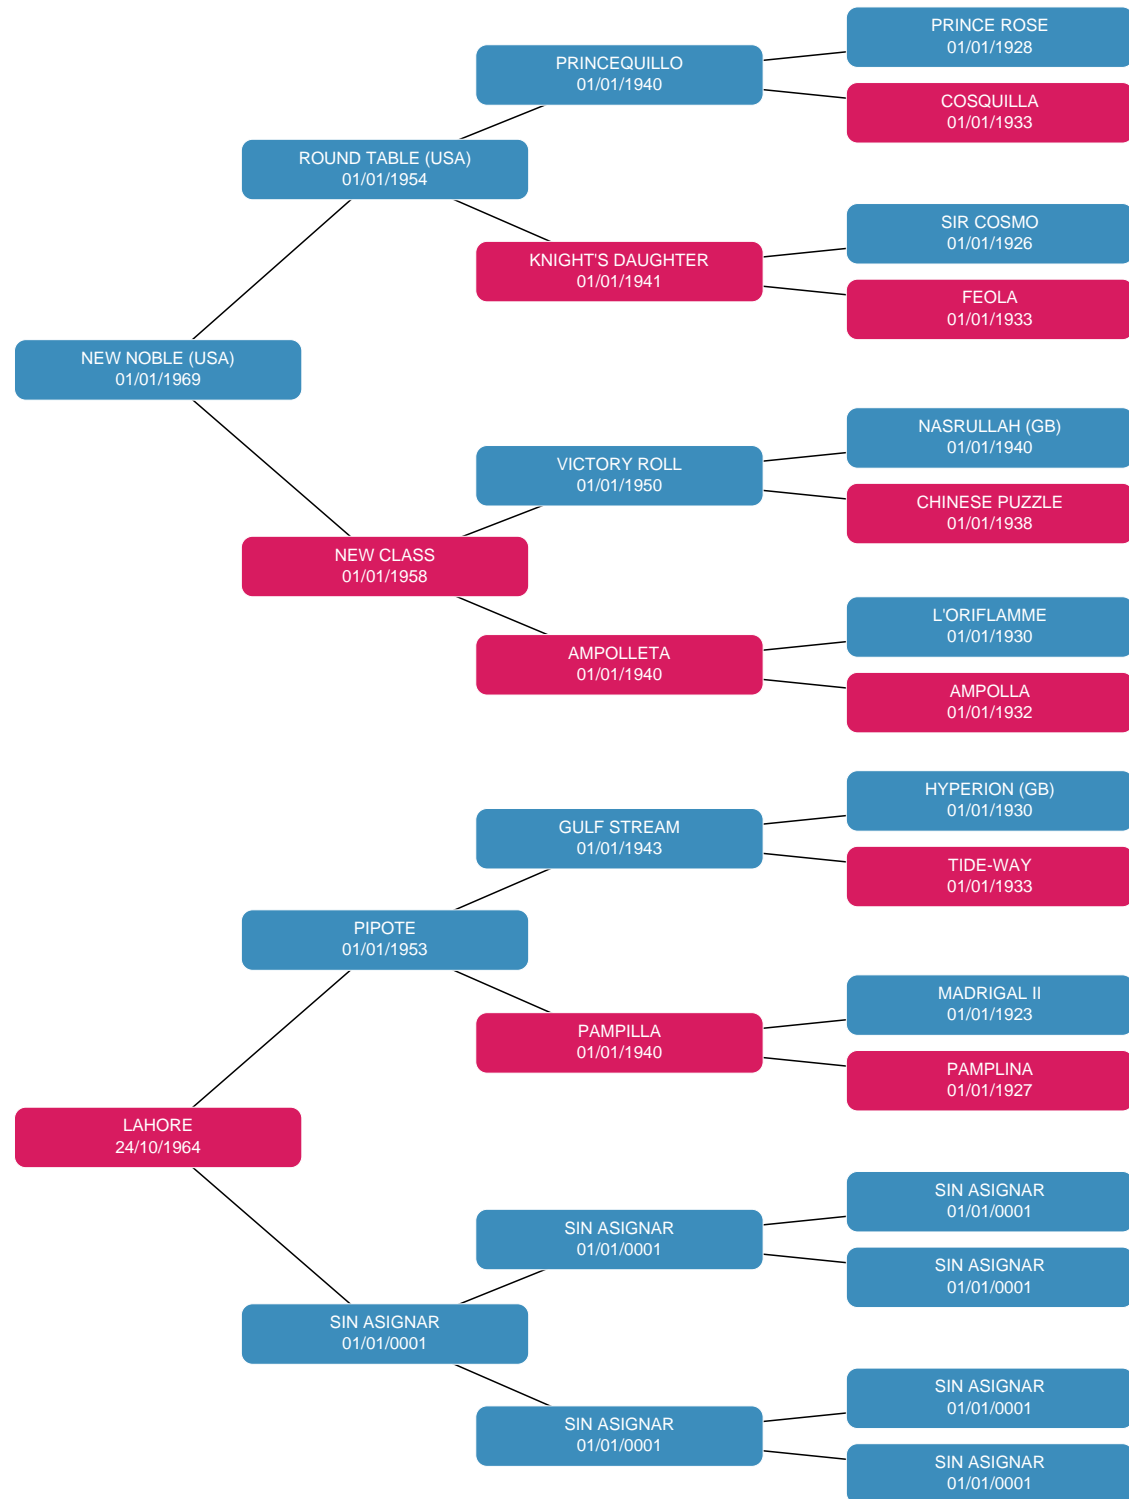 PRINCE ROSE
01/01/1928
PRINCEQUILLO
01/01/1940
COSQUILLA
01/01/1933
ROUND TABLE (USA)
01/01/1954
SIR COSMO
01/01/1926
KNIGHT'S DAUGHTER
01/01/1941
FEOLA
01/01/1933
NEW NOBLE (USA)
01/01/1969
NASRULLAH (GB)
01/01/1940
VICTORY ROLL
01/01/1950
CHINESE PUZZLE
01/01/1938
NEW CLASS
01/01/1958
L'ORIFLAMME
01/01/1930
AMPOLLETA
01/01/1940
AMPOLLA
01/01/1932
HYPERION (GB)
01/01/1930
GULF STREAM
01/01/1943
TIDE-WAY
01/01/1933
PIPOTE
01/01/1953
MADRIGAL II
01/01/1923
PAMPILLA
01/01/1940
PAMPLINA
01/01/1927
LAHORE
24/10/1964
SIN ASIGNAR
01/01/0001
SIN ASIGNAR
01/01/0001
SIN ASIGNAR
01/01/0001
SIN ASIGNAR
01/01/0001
SIN ASIGNAR
01/01/0001
SIN ASIGNAR
01/01/0001
SIN ASIGNAR
01/01/0001